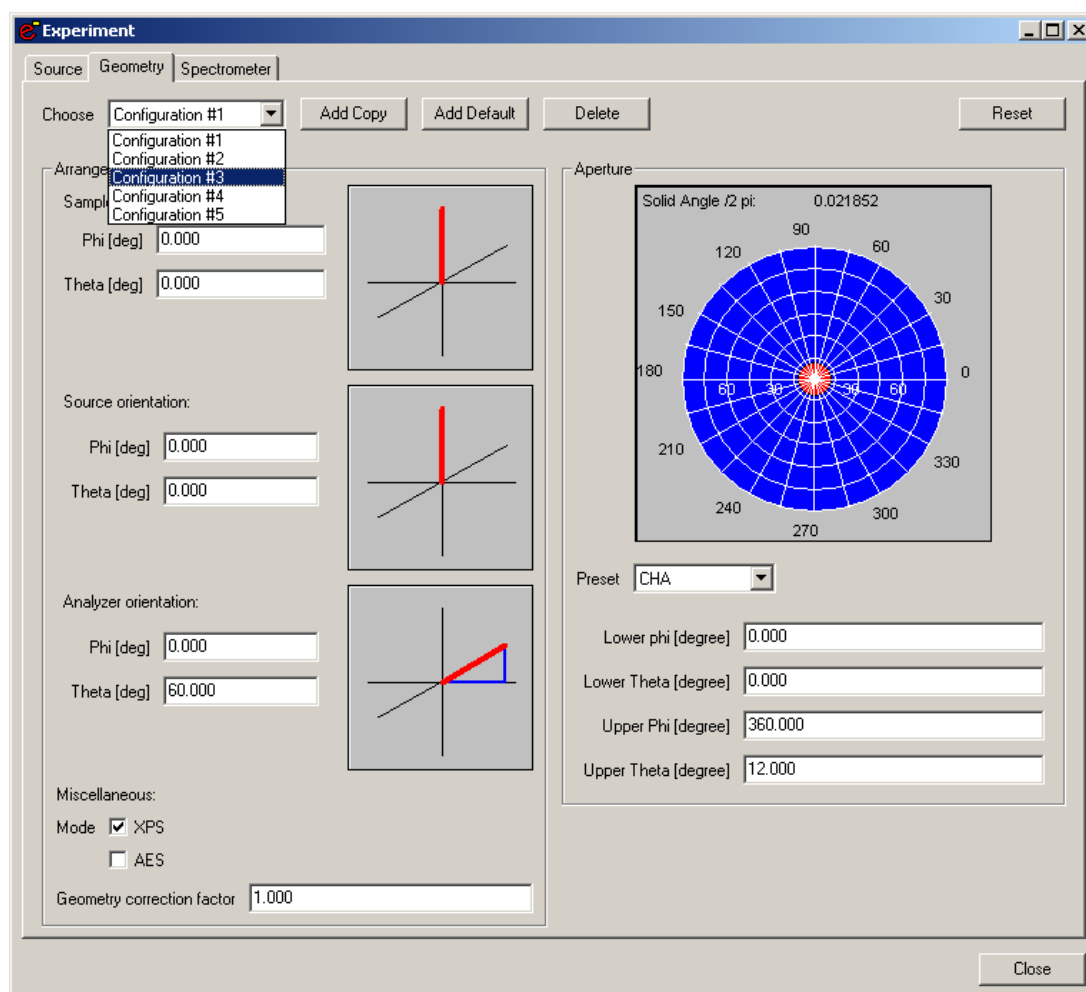 Experiment
Source Geometry Spectrometer
Choose Configuration #1 Add Copy Add Default Delete Reset
Configuration #1
Configuration #2
Configuration #3
Configuration #4
Configuration #5
Aperture
Phi [deg] 0.000
Theta [deg] 0.000
Source orientation:
Phi [deg] 0.000
Theta [deg] 0.000
Analyzer orientation:
Phi [deg] 0.000
Theta [deg] 60.000
Miscellaneous:
Mode XPS
AES
Geometry correction factor 1.000
Solid Angle /2 pi: 0.021852
90
120 60
150 30
180 60 30 30 60 0
210 330
240 300
270
Preset CHA
Lower phi [degree] 0.000
Lower Theta [degree] 0.000
Upper Phi [degree] 360.000
Upper Theta [degree] 12.000
Close